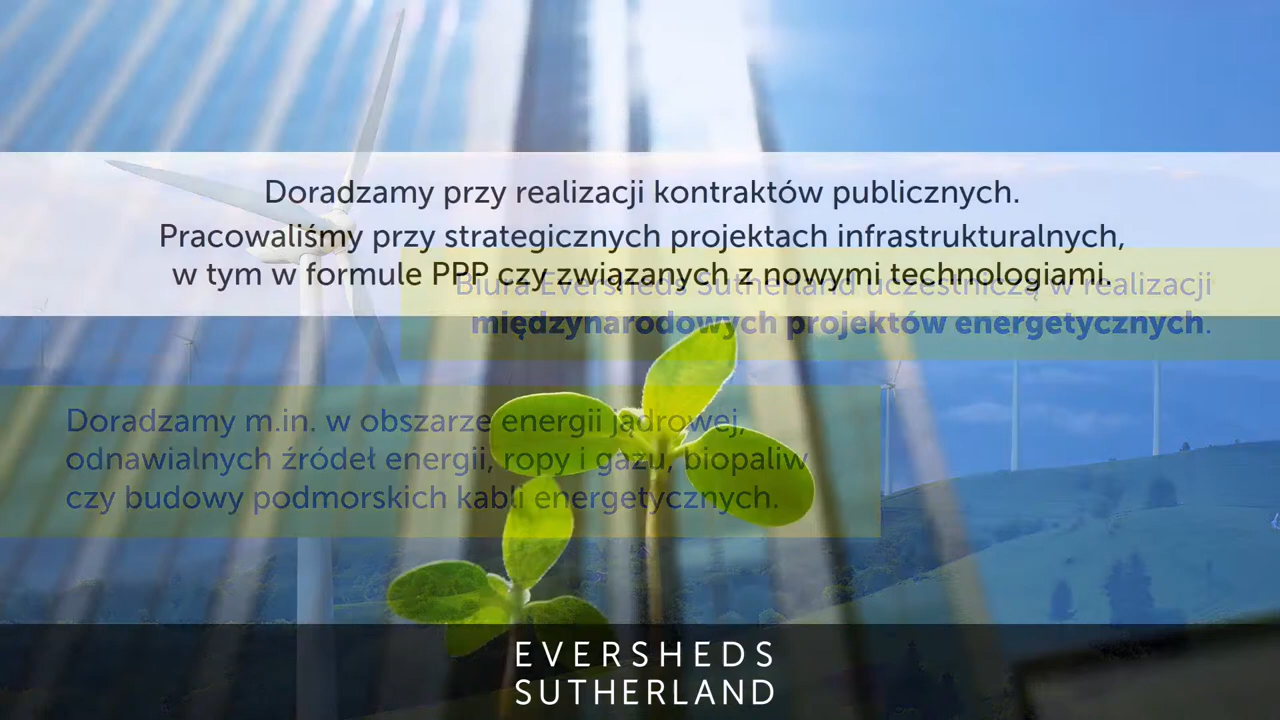 Doradzamy przy realizacji kontraktów publicznych.
Pracowaliśmy przy strategicznych projektach infrastrukturalnych,
w tym w formule PPP czy związanych z nowymi technologiami.
Biura Eversheds Sutherland uczestniczą w realizacji
międzynarodowych projektów energetycznych.
Doradzamy m.in. w obszarze energii jądrowej,
odnawialnych źródeł energii, ropy i gazu, biopaliw
czy budowy podmorskich kabli energetycznych.
EVERSHEDS
SUTHERLAND